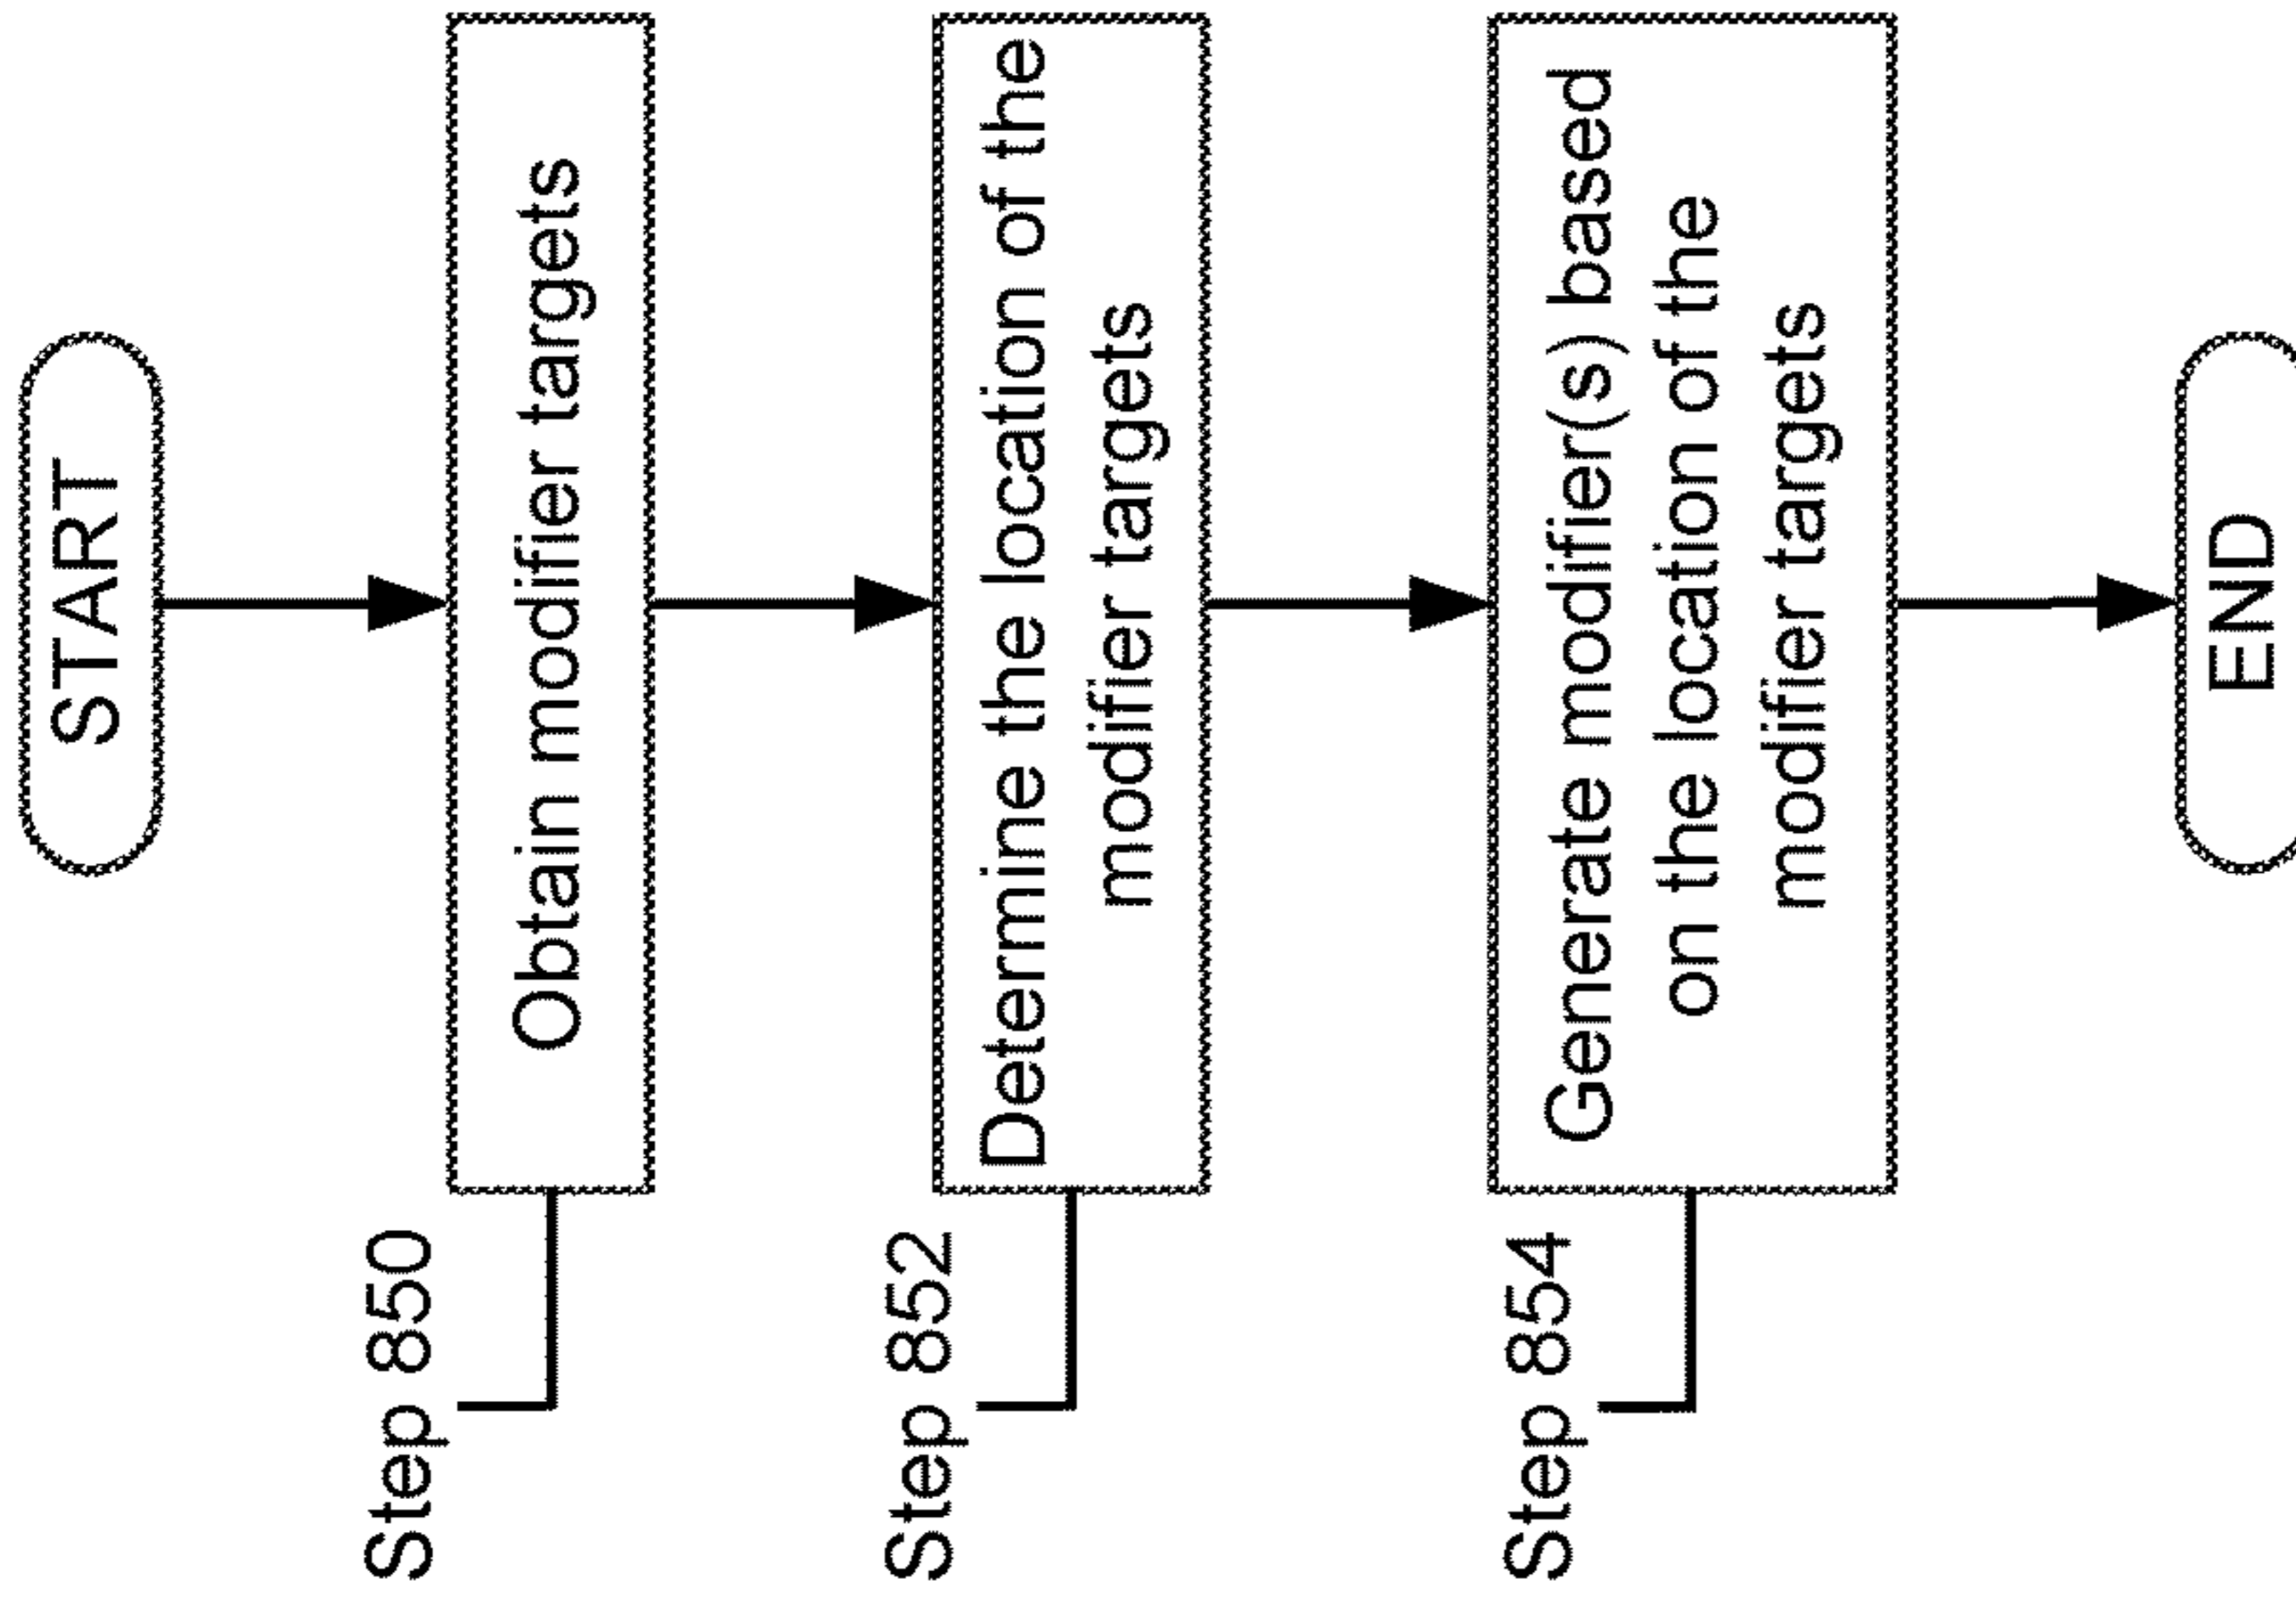 START
Step 850
Obtain modifier targets
Step 852
Determine the location of the
modifier targets
Step 854
Generate modifier(s) based
on the location of the
modifier targets
END